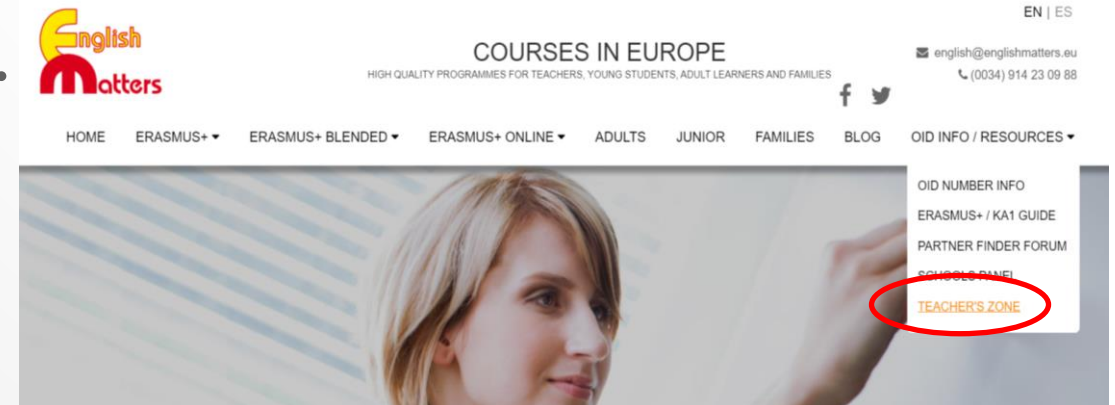 EN | ES
English
Matters
COURSES IN EUROPE
HIGH QUALITY PROGRAMMES FOR TEACHERS, YOUNG STUDENTS, ADULT LEARNERS AND FAMILIES
english@englishmatters.eu
(0034) 914 23 09 88
HOME ERASMUS+ ERASMUS+ BLENDED ERASMUS+ ONLINE ADULTS JUNIOR FAMILIES BLOG OID INFO / RESOURCES
OID NUMBER INFO
ERASMUS+ / KA1 GUIDE
PARTNER FINDER FORUM
SCHOOLS PANEL
TEACHER'S ZONE